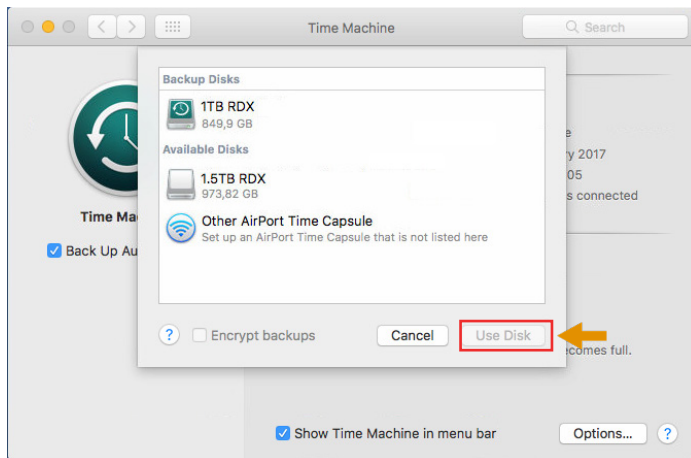 Time Machine
Search
Backup Disks
1TB RDX
849,9 GB
Available Disks
1.5TB RDX
973,82 GB
Other AirPort Time Capsule
Set up an AirPort Time Capsule that is not listed here
? Encrypt backups Cancel Use Disk
Time Ma
Back Up Au
e
y 2017
05
s connected
ecomes full.
Show Time Machine in menu bar Options... ?